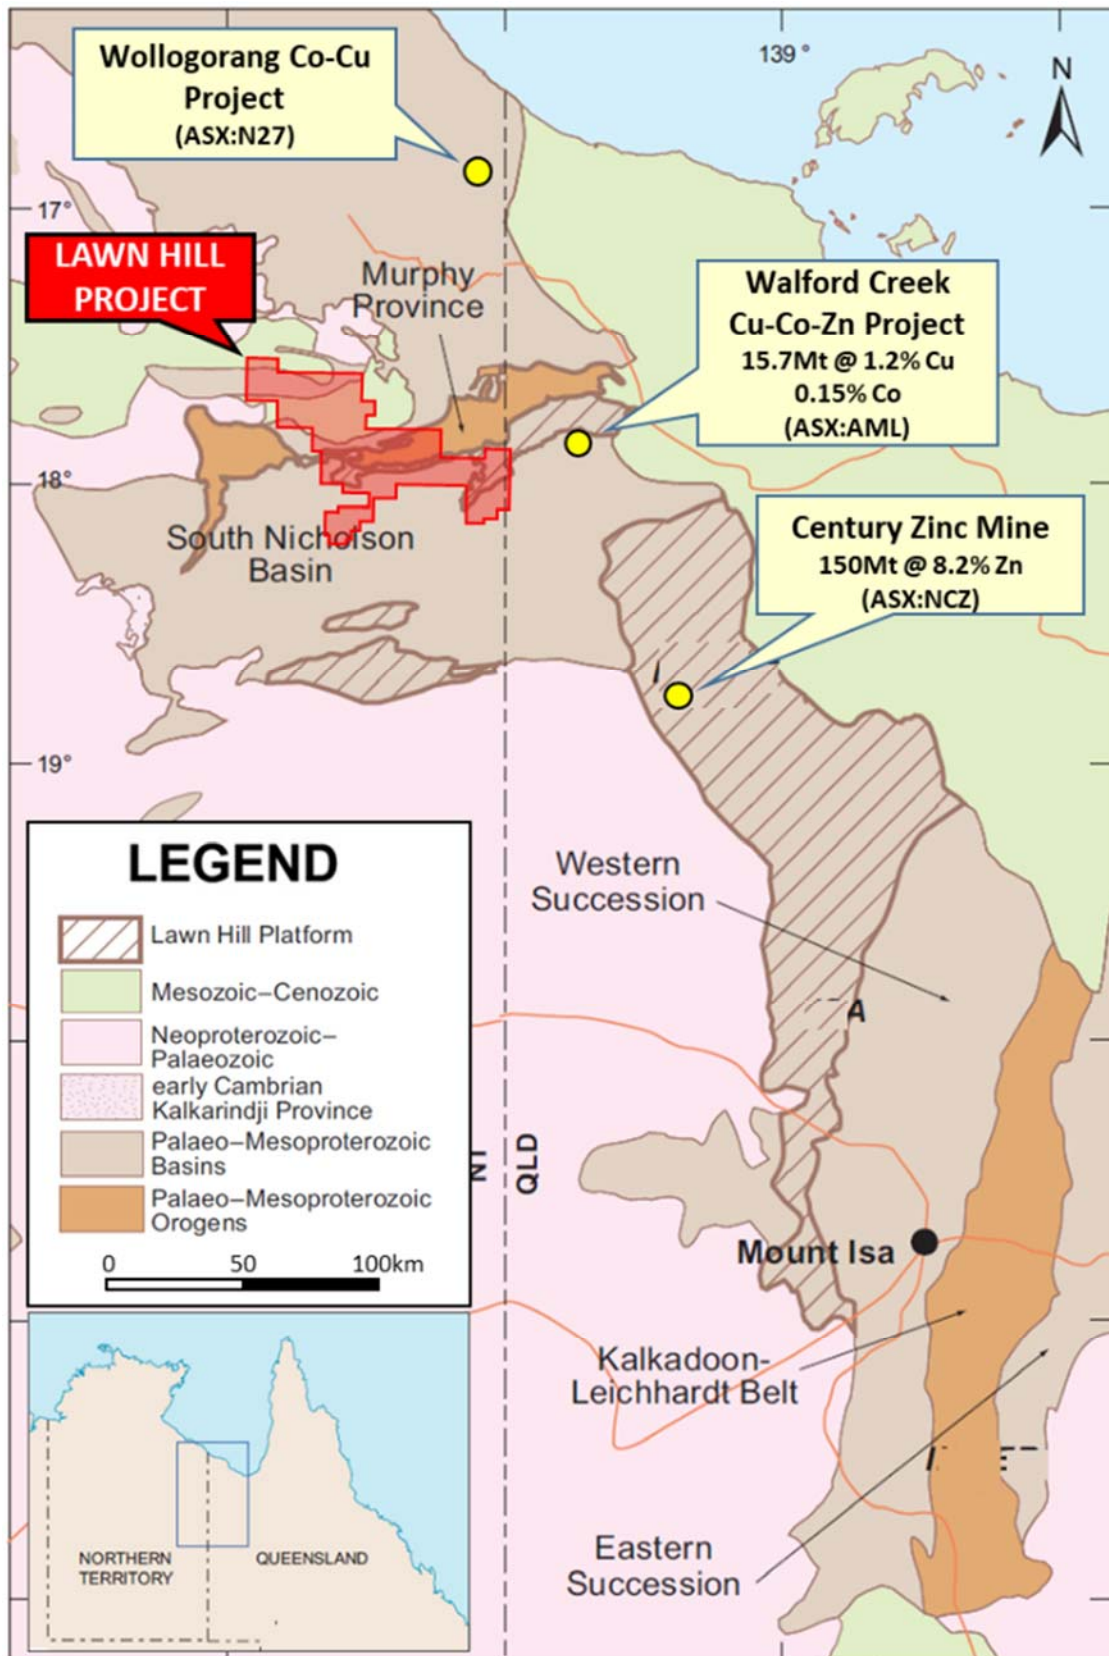 Wollogorang Co-Cu
Project
(ASX:N27)
139°
N
17°
LAWN HILL
PROJECT
Murphy
Province
Walford Creek
Cu-Co-Zn Project
15.7Mt @ 1.2% Cu
0.15% Co
(ASX:AML)
18°
South Nicholson
Basin
Century Zinc Mine
150Mt @ 8.2% Zn
(ASX:NCZ)
19°
Western
Succession
A
LEGEND
Lawn Hill Platform
Mesozoic–Cenozoic
Neoproterozoic–
Palaeozoic
early Cambrian
Kalkarindji Province
Palaeo–Mesoproterozoic
Basins
Palaeo–Mesoproterozoic
Orogens
0 50 100km
NT
QLD
Mount Isa
Kalkadoon-
Leichhardt Belt
Eastern
Succession
NORTHERN
TERRITORY
QUEENSLAND